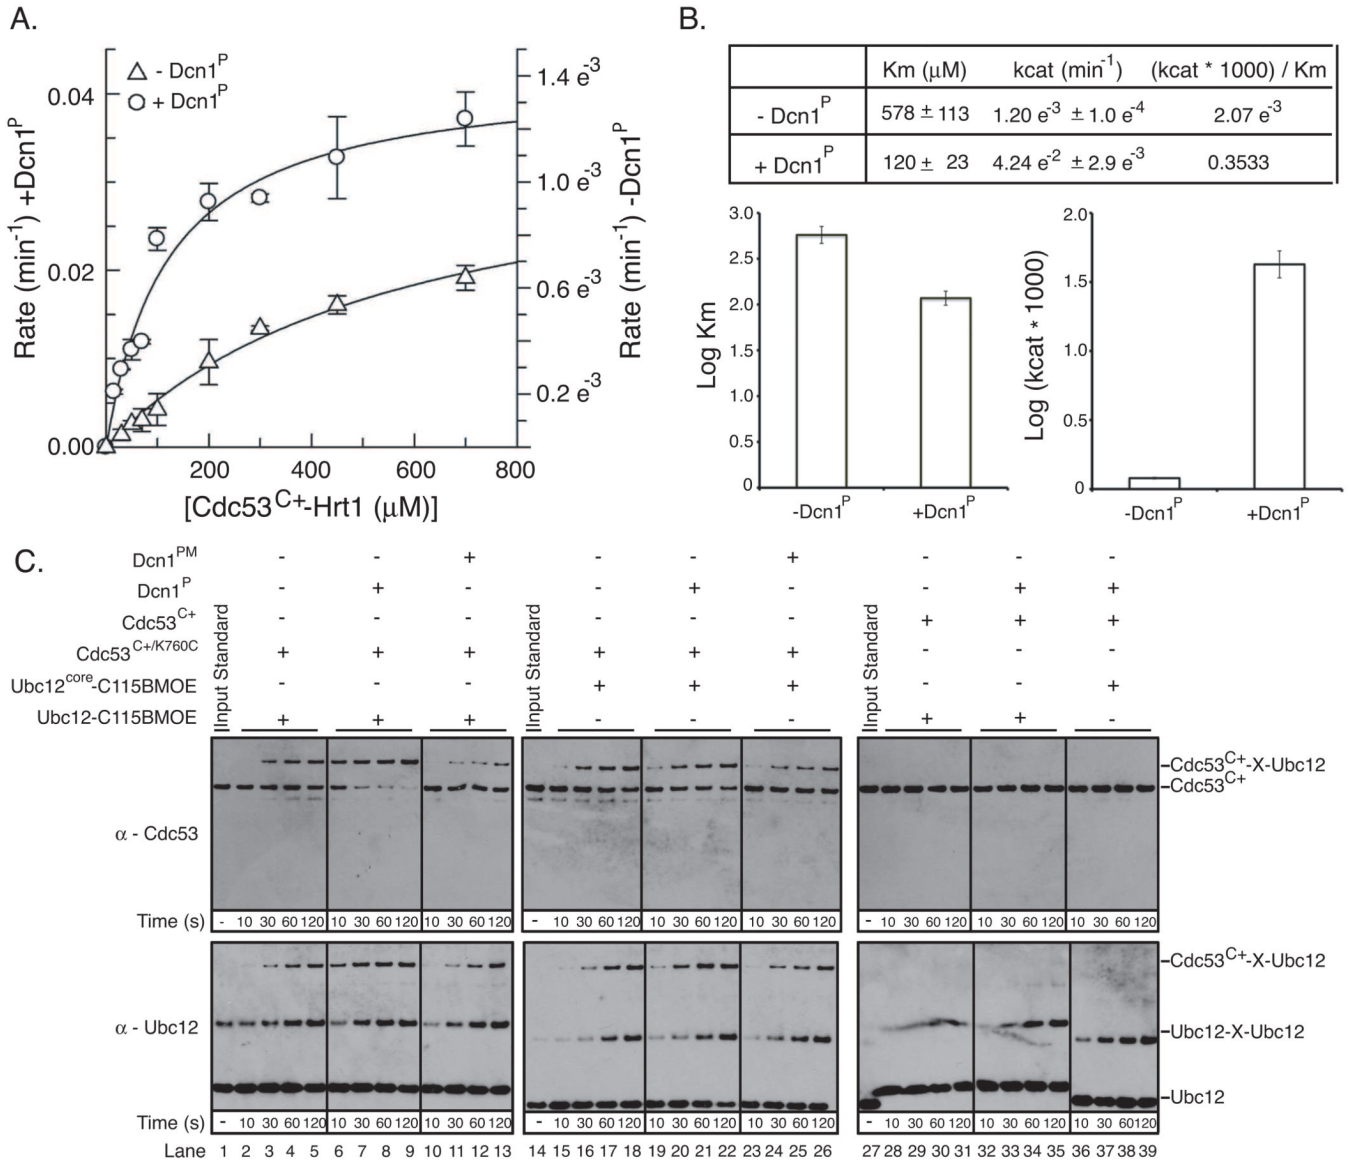 A.
- Dcn1P
+ Dcn1P
Rate (min-1) +Dcn1P
0.04
0.02
0.00
1.4 e-3
1.0 e-3
0.6 e-3
0.2 e-3
Rate (min-1) -Dcn1P
200 400 600 800
[Cdc53C+-Hrt1 (μM)]
B.
Km (μM) kcat (min-1) (kcat * 1000) / Km
- Dcn1P 578 ± 113 1.20 e-3 ± 1.0 e-4 2.07 e-3
+ Dcn1P 120 ± 23 4.24 e-2 ± 2.9 e-3 0.3533
Log Km
3.0
2.5
2.0
1.5
1.0
0.5
0
-Dcn1P +Dcn1P
Log (kcat * 1000)
2.0
1.5
1.0
0.5
0
-Dcn1P +Dcn1P
C.
Dcn1PM - - + - - + - - -
Dcn1P - + - - + - - + +
Cdc53C+ - - - - - - + + +
Cdc53C+/K760C + + + + + + - - -
Ubc12core-C115BMOE - - - + + + - - +
Ubc12-C115BMOE + + + - - - + + -
Input Standard
Input Standard
Input Standard
Cdc53C+-X-Ubc12
Cdc53C+
α - Cdc53
Time (s) - 10 30 60 120 10 30 60 120 10 30 60 120 - 10 30 60 120 10 30 60 120 10 30 60 120 - 10 30 60 120 10 30 60 120 10 30 60 120
Cdc53C+-X-Ubc12
α - Ubc12
Ubc12-X-Ubc12
Ubc12
Time (s) - 10 30 60 120 10 30 60 120 10 30 60 120 - 10 30 60 120 10 30 60 120 10 30 60 120 - 10 30 60 120 10 30 60 120 10 30 60 120
Lane 1 2 3 4 5 6 7 8 9 10 11 12 13 14 15 16 17 18 19 20 21 22 23 24 25 26 27 28 29 30 31 32 33 34 35 36 37 38 39